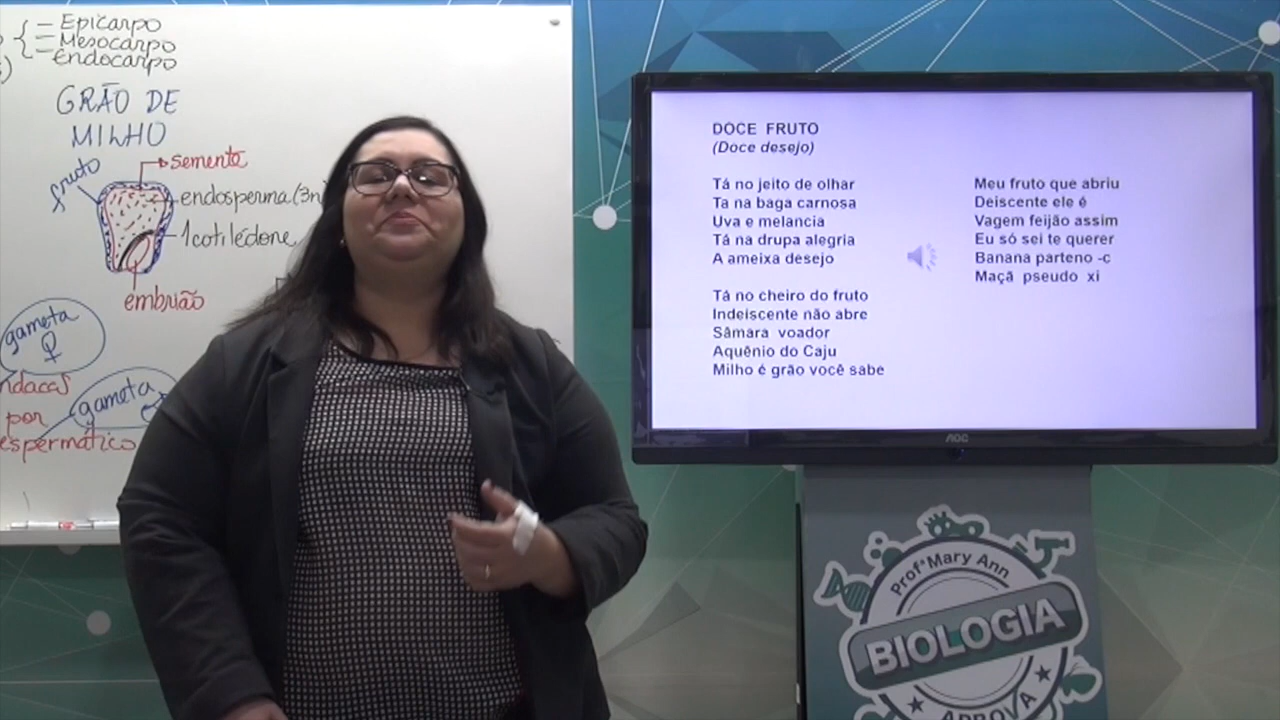 Epicarpo
Mesocarpo
Endocarpo
GRÃO DE
MILHO
semente
fruto
endosperma (3n
1 cotilédone
embrião
gameta
♀
gameta
por
espermático
DOCE FRUTO
(Doce desejo)
Tá no jeito de olhar
Ta na baga carnosa
Uva e melancia
Tá na drupa alegria
A ameixa desejo
Tá no cheiro do fruto
Indeiscente não abre
Sâmara voador
Aquênio do Caju
Milho é grão você sabe
Meu fruto que abriu
Deiscente ele é
Vagem feijão assim
Eu só sei te querer
Banana parteno -c
Maçã pseudo xi
AOC
Profª Mary Ann
BIOLOGIA
APROVA